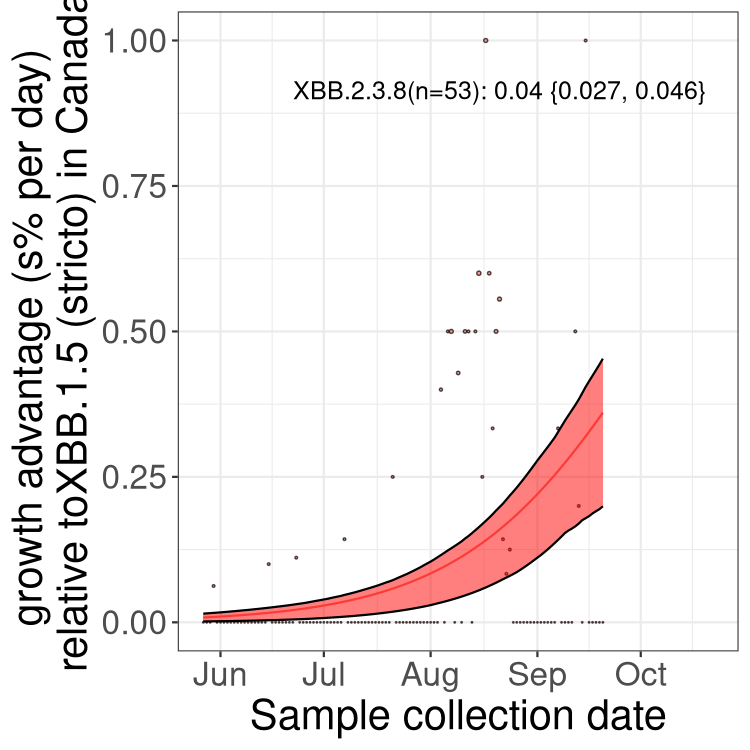 growth advantage (s% per day)
relative toXBB.1.5 (stricto) in Canada
1.00
XBB.2.3.8(n=53): 0.04 {0.027, 0.046}
0.75
0.50
0.25
0.00
Jun Jul Aug Sep Oct
Sample collection date